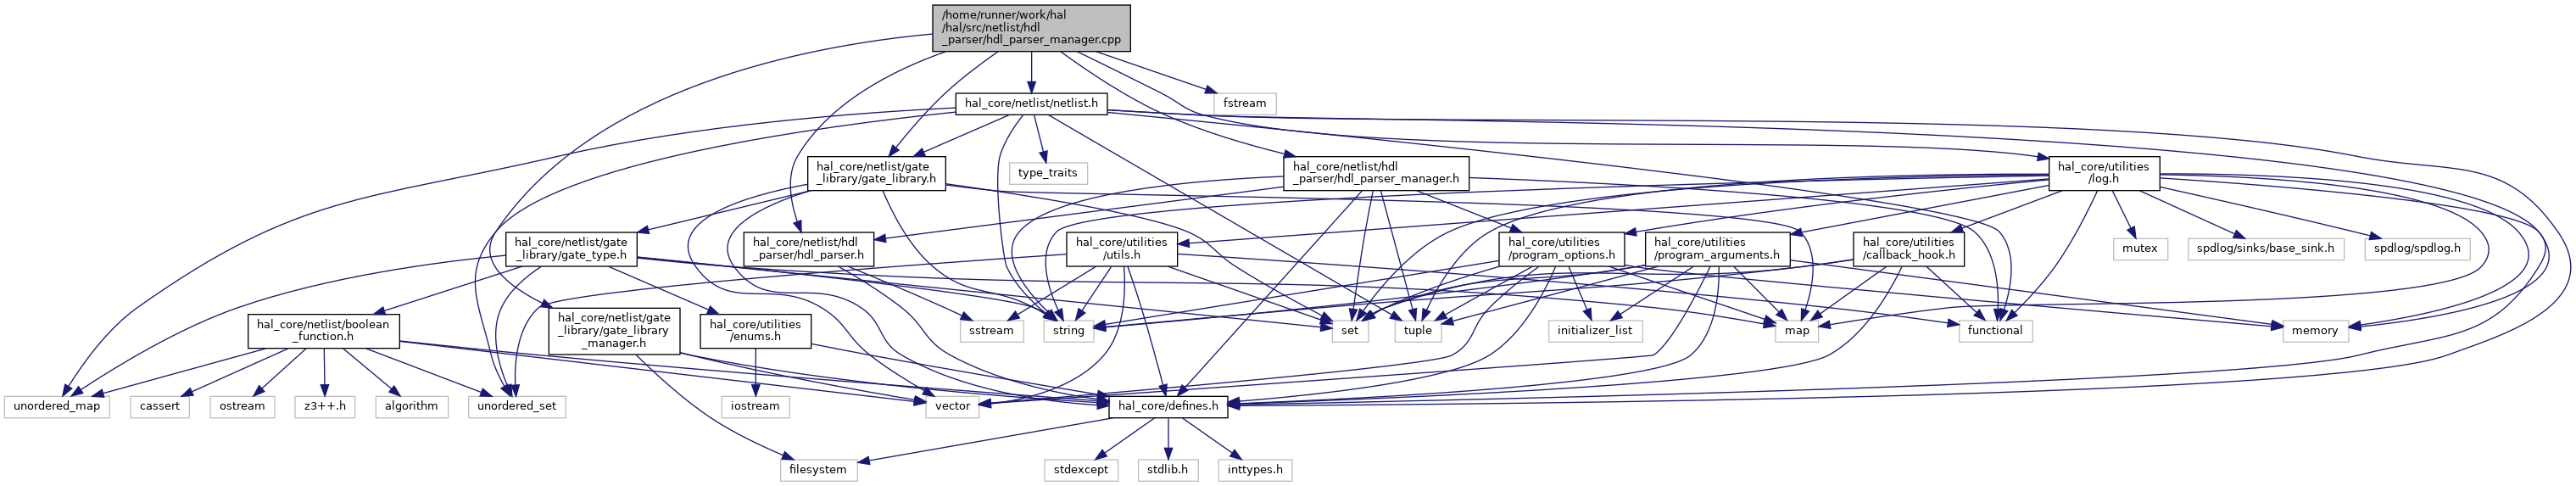 /home/runner/work/hal
/hal/src/netlist/hdl
_parser/hdl_parser_manager.cpp
hal_core/netlist/netlist.h
fstream
hal_core/netlist/gate
_library/gate_library.h
type_traits
hal_core/netlist/hdl
_parser/hdl_parser_manager.h
hal_core/utilities
/log.h
hal_core/netlist/gate
_library/gate_type.h
hal_core/netlist/hdl
_parser/hdl_parser.h
hal_core/utilities
/utils.h
hal_core/utilities
/program_options.h
hal_core/utilities
/program_arguments.h
hal_core/utilities
/callback_hook.h
mutex
spdlog/sinks/base_sink.h
spdlog/spdlog.h
hal_core/netlist/boolean
_function.h
hal_core/netlist/gate
_library/gate_library
_manager.h
hal_core/utilities
/enums.h
sstream
string
set
tuple
initializer_list
map
functional
memory
unordered_map
cassert
ostream
z3++.h
algorithm
unordered_set
iostream
vector
hal_core/defines.h
filesystem
stdexcept
stdlib.h
inttypes.h